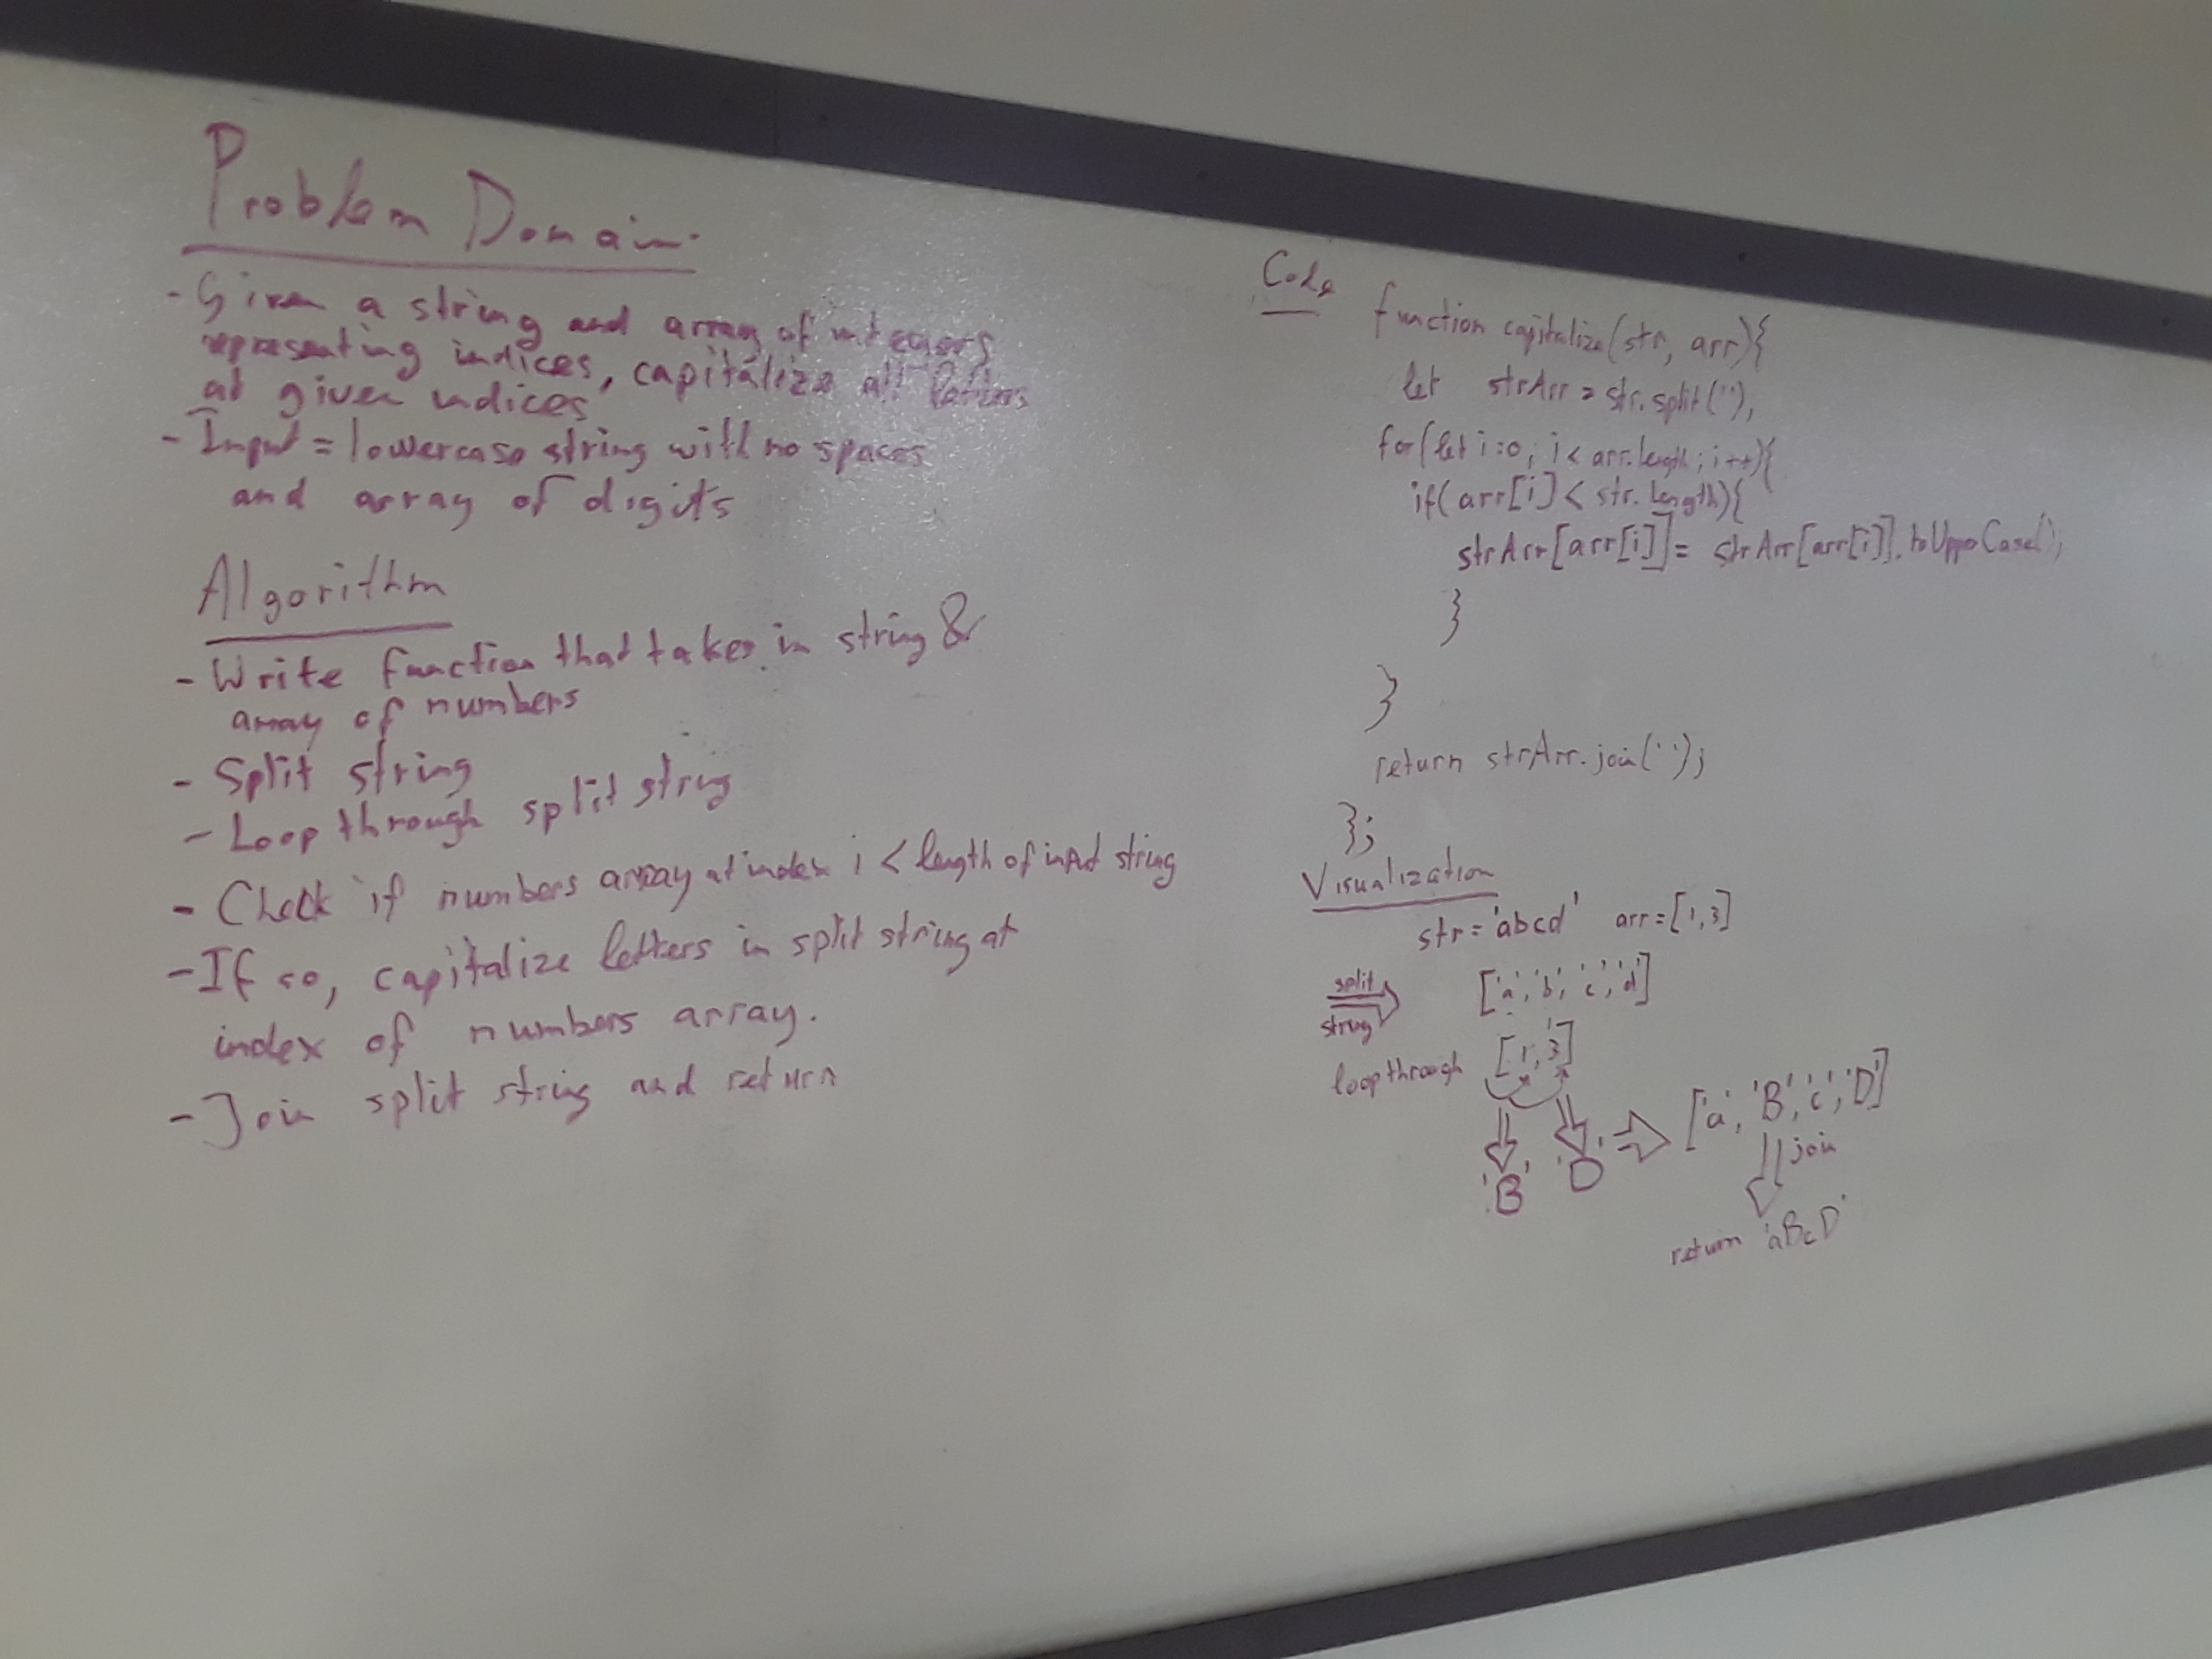 Problem Domain
- Given a string and array of integers
representing indices, capitalize all letters
at given indices
- Input = lowercase string with no spaces
and array of digits
Algorithm
- Write function that takes in string &
array of numbers
- Split string
- Loop through split string
- Check if numbers array at index i < length of input string
- If so, capitalize letters in split string at
index of numbers array.
- Join split string and return
Code
function capitalize(str, arr){
let strArr = str.split('');
for(let i=0; i < arr.length; i++){
if(arr[i] < str.length){
strArr[arr[i]] = strArr[arr[i]].toUpperCase();
}
}
return strArr.join('');
};
Visualization
str = 'abcd' arr = [1,3]
split
string
['a', 'b', 'c', 'd']
loop through [1,3]
'B' 'D'
['a', 'B', 'c', 'D']
join
return 'aBcD'